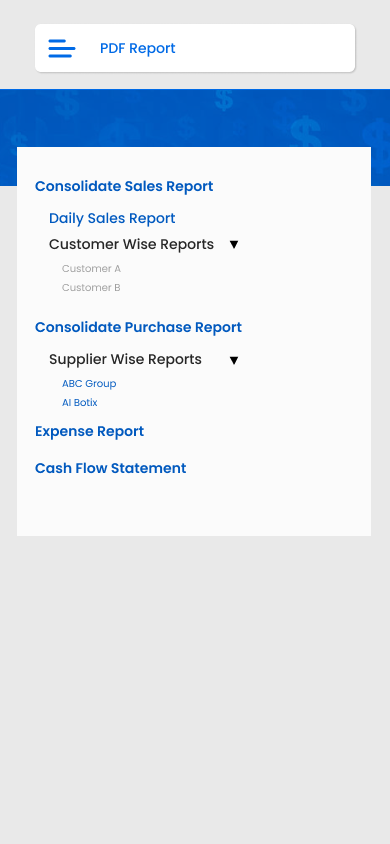 PDF Report
Consolidate Sales Report
Daily Sales Report
Customer Wise Reports ▼
Customer A
Customer B
Consolidate Purchase Report
Supplier Wise Reports ▼
ABC Group
AI Botix
Expense Report
Cash Flow Statement